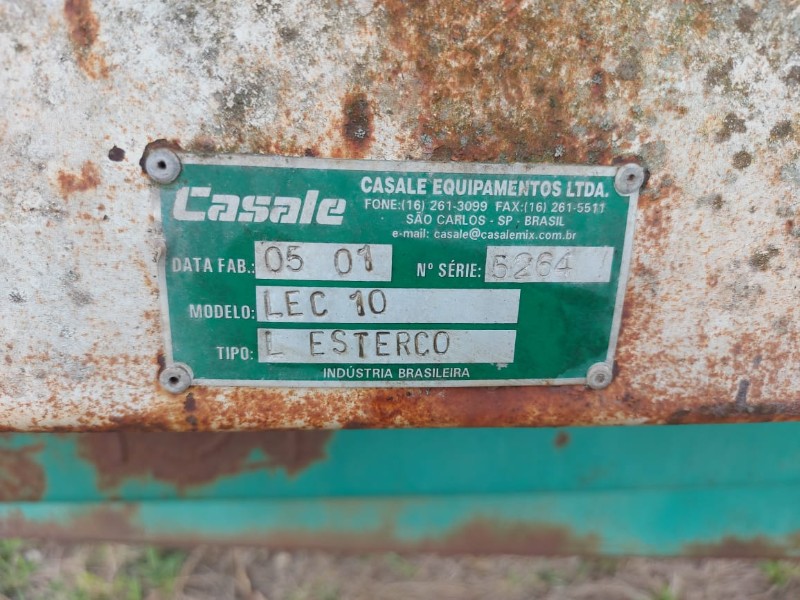 Casale
CASALE EQUIPAMENTOS LTDA.
FONE:(16) 261-3099 FAX:(16) 261-5511
SÃO CARLOS - SP - BRASIL
e-mail: casale@casalemix.com.br
DATA FAB.: 05 01 Nº SÉRIE: 5264 /
MODELO: LEC 10
TIPO: L ESTERCO
INDÚSTRIA BRASILEIRA